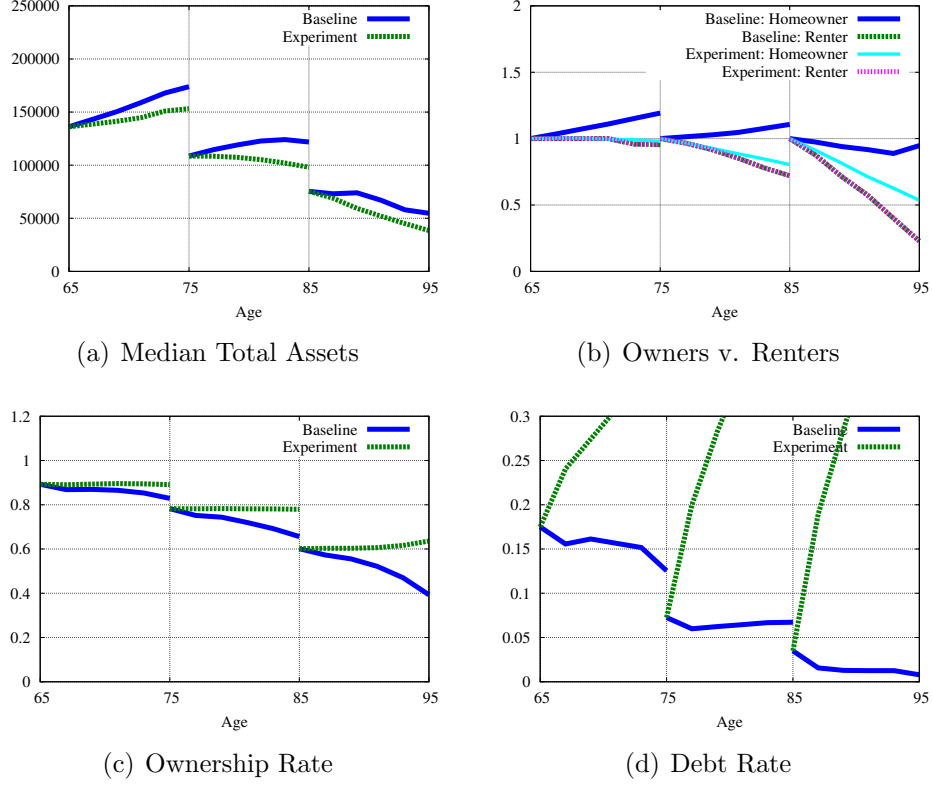 250000
200000
150000
100000
50000
0
65
75
85
95
Age
Baseline
Experiment
(a) Median Total Assets
2
1.5
1
0.5
0
65
75
85
95
Age
Baseline: Homeowner
Baseline: Renter
Experiment: Homeowner
Experiment: Renter
(b) Owners v. Renters
1.2
1
0.8
0.6
0.4
0.2
0
65
75
85
95
Age
Baseline
Experiment
(c) Ownership Rate
0.3
0.25
0.2
0.15
0.1
0.05
0
65
75
85
95
Age
Baseline
Experiment
(d) Debt Rate